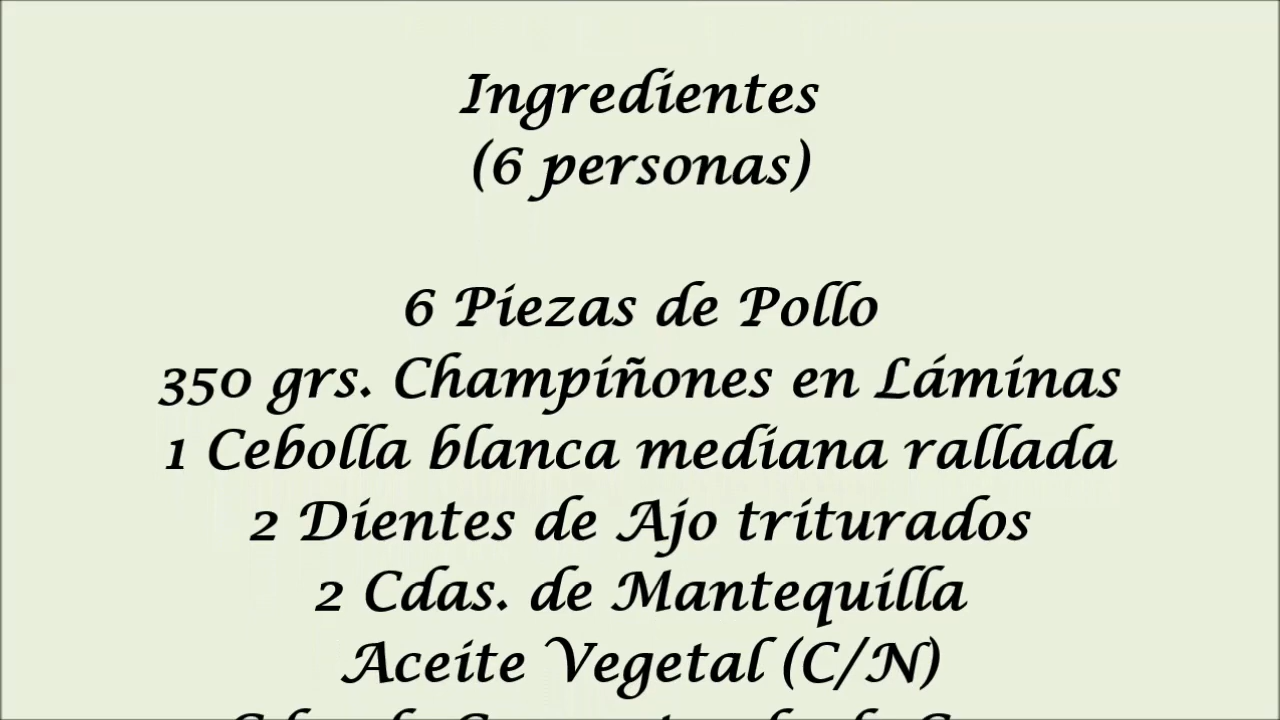 Ingredientes
(6 personas)
6 Piezas de Pollo
350 grs. Champiñones en Láminas
1 Cebolla blanca mediana rallada
2 Dientes de Ajo triturados
2 Cdas. de Mantequilla
Aceite Vegetal (C/N)